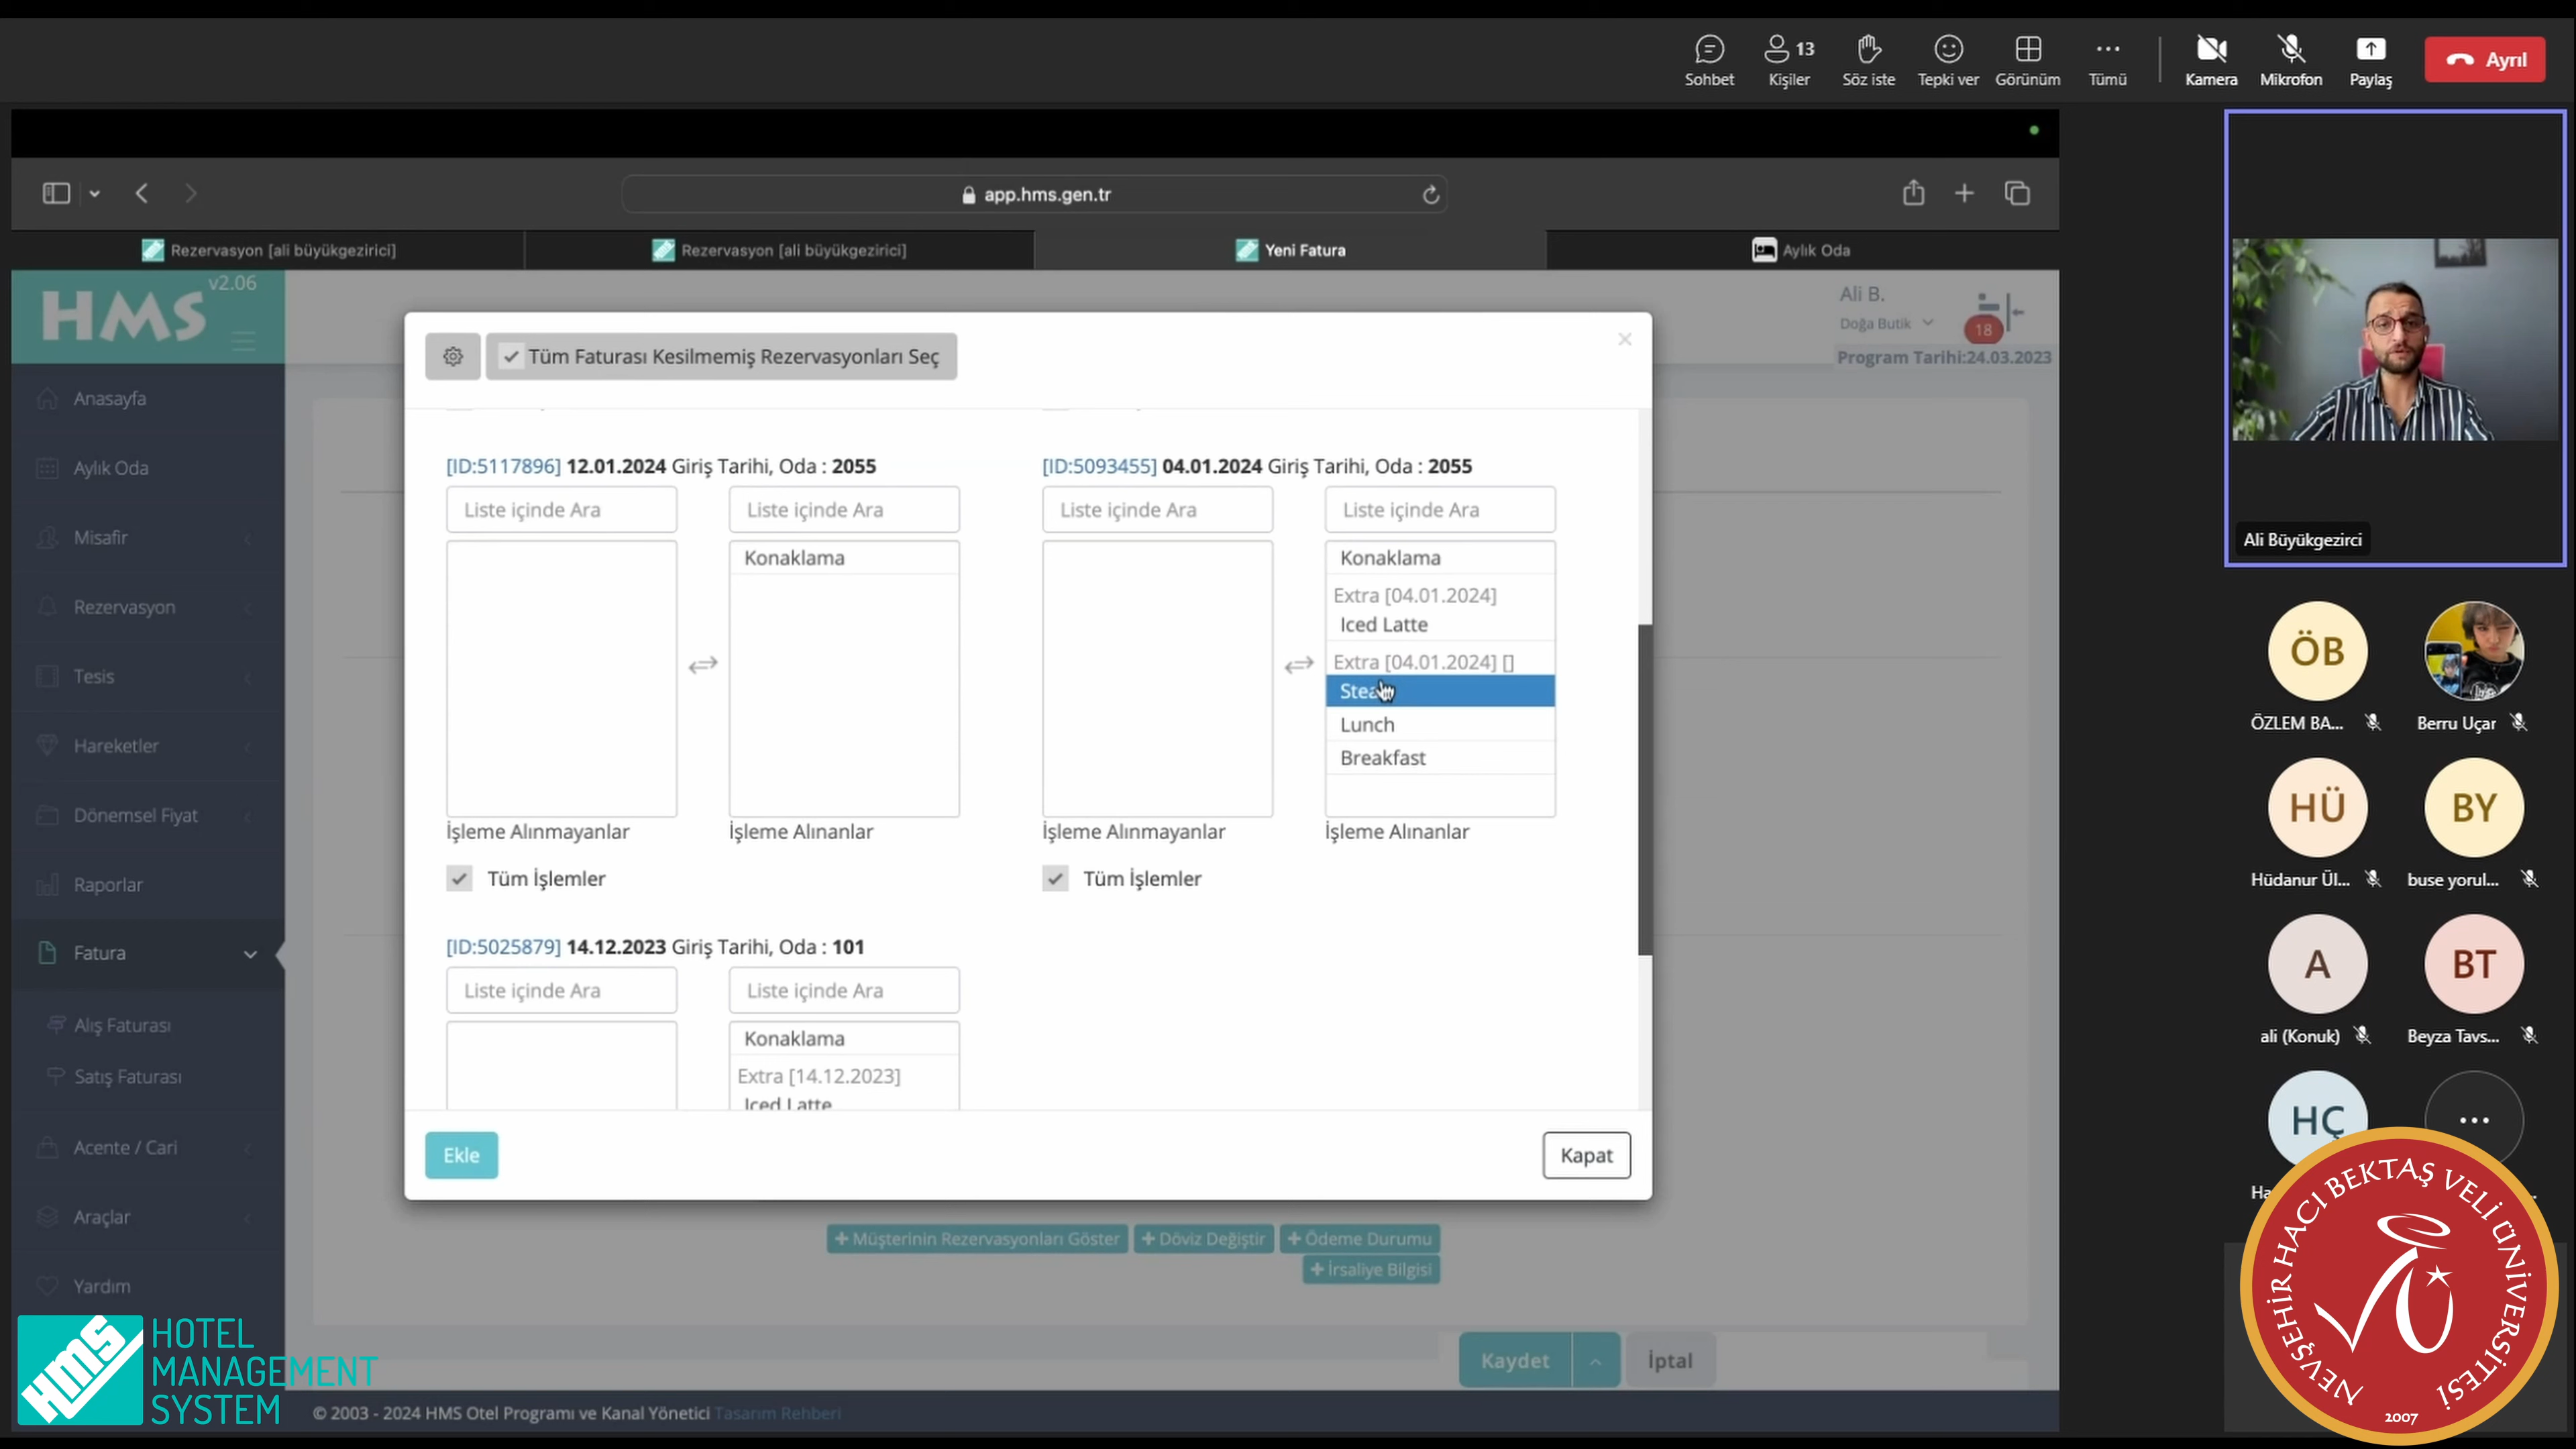 Sohbet
13
Kişiler
Söz iste
Tepki ver
Görünüm
Tümü
Kamera
Mikrofon
Paylaş
Ayrıl
app.hms.gen.tr
Rezervasyon [ali büyükgezirici]
Rezervasyon [ali büyükgezirici]
Yeni Fatura
Aylık Oda
HMS v2.06
Ali B.
Doğa Butik
18
Program Tarihi:24.03.2023
Anasayfa
Aylık Oda
Misafir
Rezervasyon
Tesis
Hareketler
Dönemsel Fiyat
Raporlar
Fatura
Alış Faturası
Satış Faturası
Acente / Cari
Araçlar
Yardım
Tüm Faturası Kesilmemiş Rezervasyonları Seç
[ID:5117896] 12.01.2024 Giriş Tarihi, Oda : 2055
Liste içinde Ara
Liste içinde Ara
Konaklama
İşleme Alınmayanlar
İşleme Alınanlar
Tüm İşlemler
[ID:5093455] 04.01.2024 Giriş Tarihi, Oda : 2055
Liste içinde Ara
Liste içinde Ara
Konaklama
Extra [04.01.2024]
Iced Latte
Extra [04.01.2024] []
Lunch
Breakfast
İşleme Alınmayanlar
İşleme Alınanlar
Tüm İşlemler
[ID:5025879] 14.12.2023 Giriş Tarihi, Oda : 101
Liste içinde Ara
Liste içinde Ara
Konaklama
Extra [14.12.2023]
Iced Latte
Ekle
Kapat
Müşterinin Rezervasyonları Göster
Döviz Değiştir
Ödeme Durumu
İrsaliye Bilgisi
Kaydet
İptal
© 2003 - 2024 HMS Otel Programı ve Kanal Yönetici Tasarım Rehberi
HMS
HOTEL
MANAGEMENT
SYSTEM
Ali Büyükgezirci
ÖB
ÖZLEM BA...
Berru Uçar
HÜ
Hüdanur Ül...
BY
buse yorul...
A
ali (Konuk)
BT
Beyza Tavs...
HÇ
NEVŞEHİR HACI BEKTAŞ VELİ ÜNİVERSİTESİ
2007